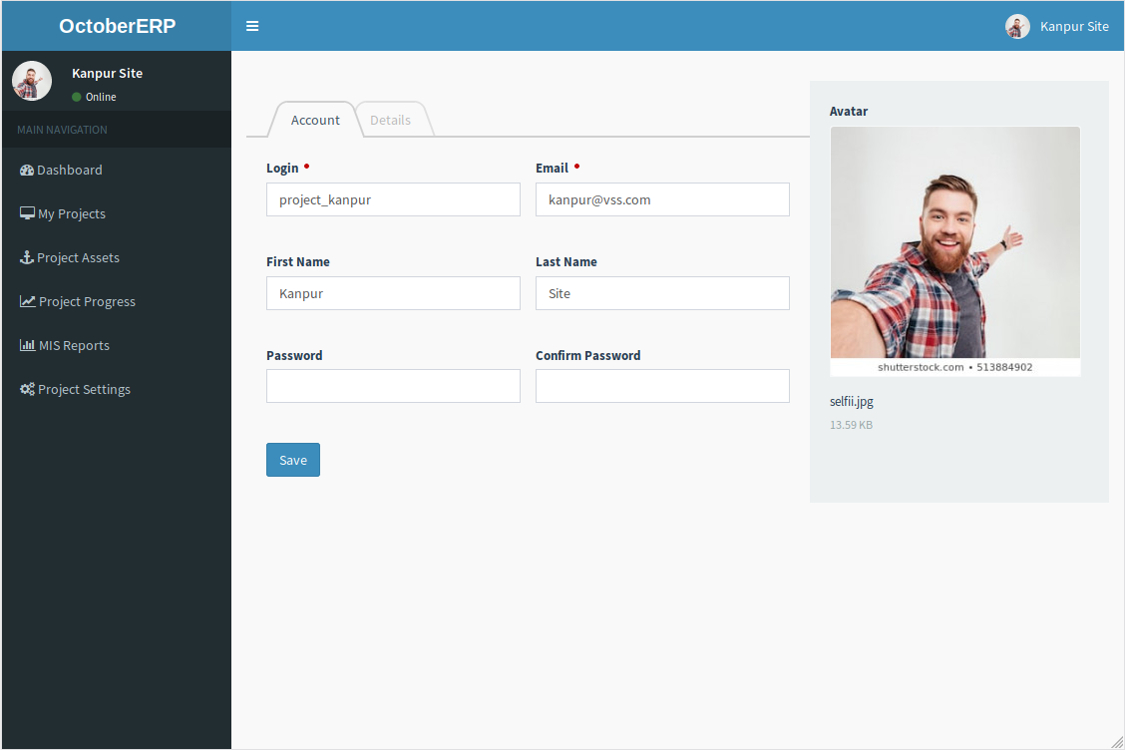 OctoberERP
Kanpur Site
Kanpur Site
Online
MAIN NAVIGATION
Dashboard
My Projects
Project Assets
Project Progress
MIS Reports
Project Settings
Account
Details
Login •
Email •
project_kanpur
kanpur@vss.com
First Name
Last Name
Kanpur
Site
Password
Confirm Password
Save
Avatar
shutterstock.com • 513884902
selfii.jpg
13.59 KB